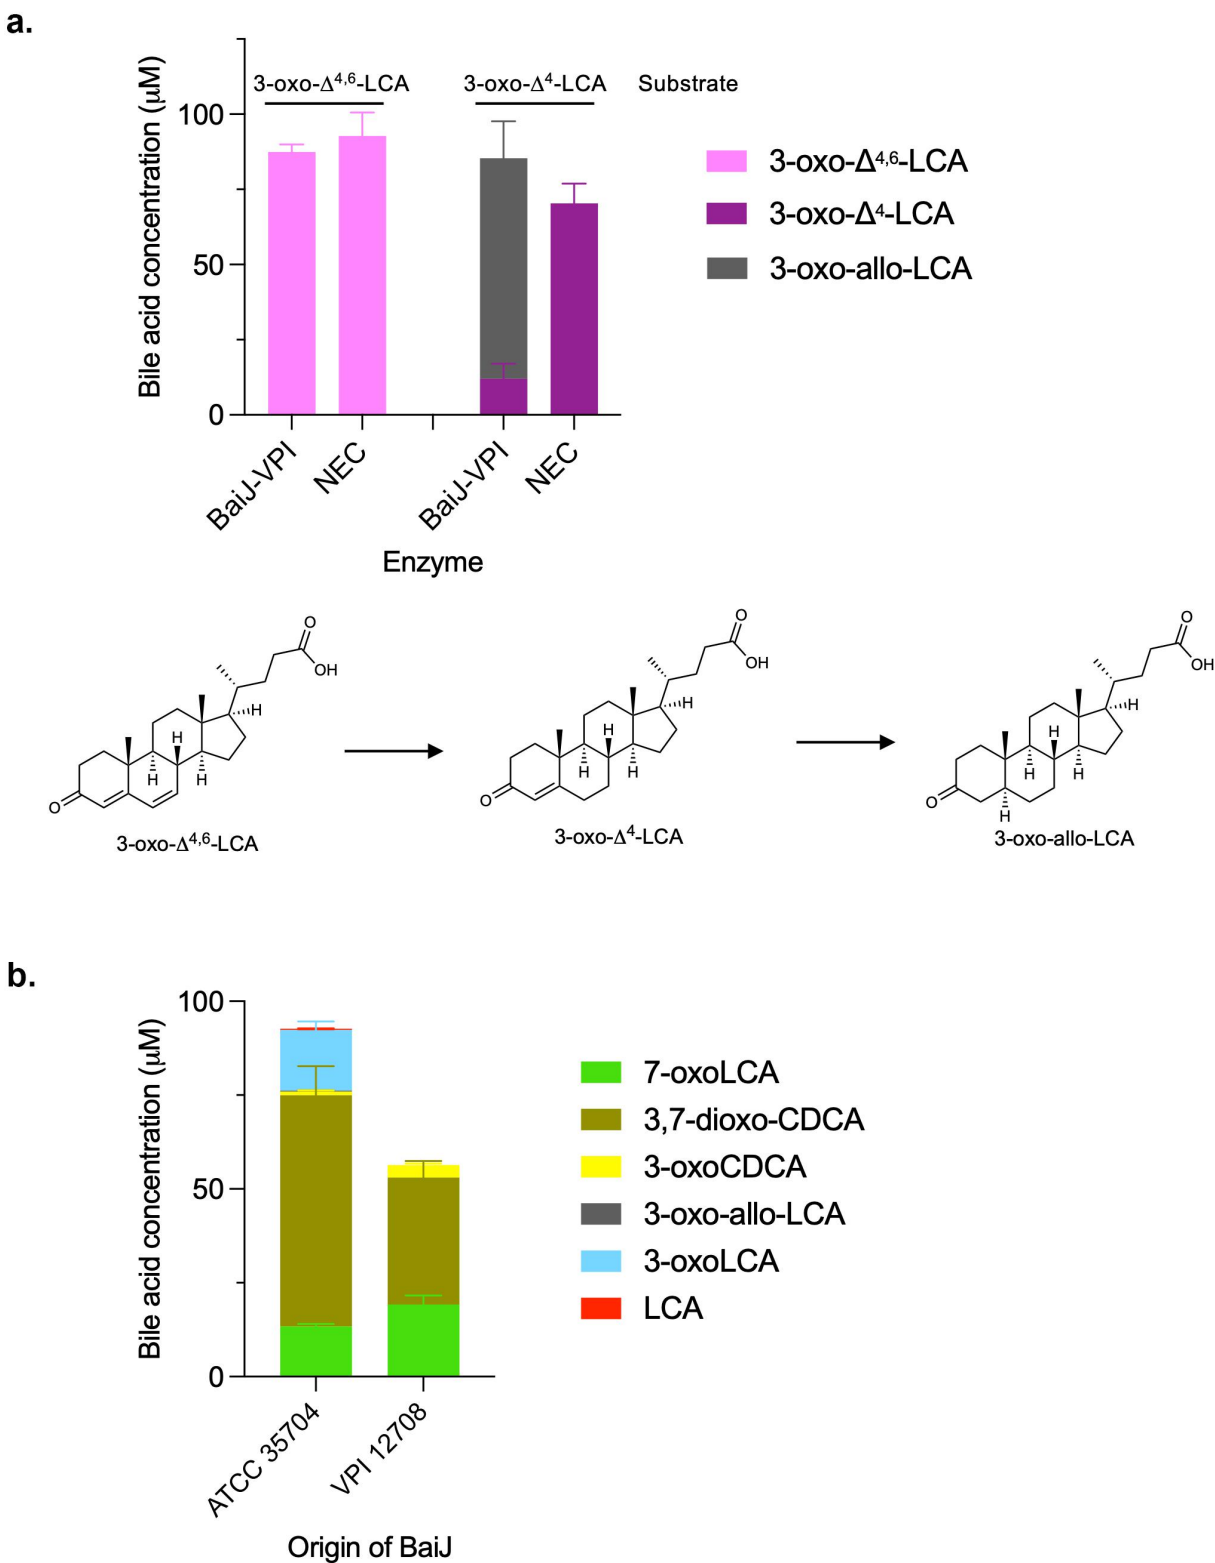 a.
Bile acid concentration (µM)
100
50
0
3-oxo-Δ4,6-LCA
3-oxo-Δ4-LCA
Substrate
3-oxo-Δ4,6-LCA
3-oxo-Δ4-LCA
3-oxo-allo-LCA
BaiJ-VPI
NEC
BaiJ-VPI
NEC
Enzyme
O
OH
H
H
H
H
O
3-oxo-Δ4,6-LCA
O
OH
H
H
H
H
O
3-oxo-Δ4-LCA
O
OH
H
H
H
H
O
H
3-oxo-allo-LCA
b.
Bile acid concentration (µM)
100
50
0
7-oxoLCA
3,7-dioxo-CDCA
3-oxoCDCA
3-oxo-allo-LCA
3-oxoLCA
LCA
ATCC 35704
VPI 12708
Origin of BaiJ